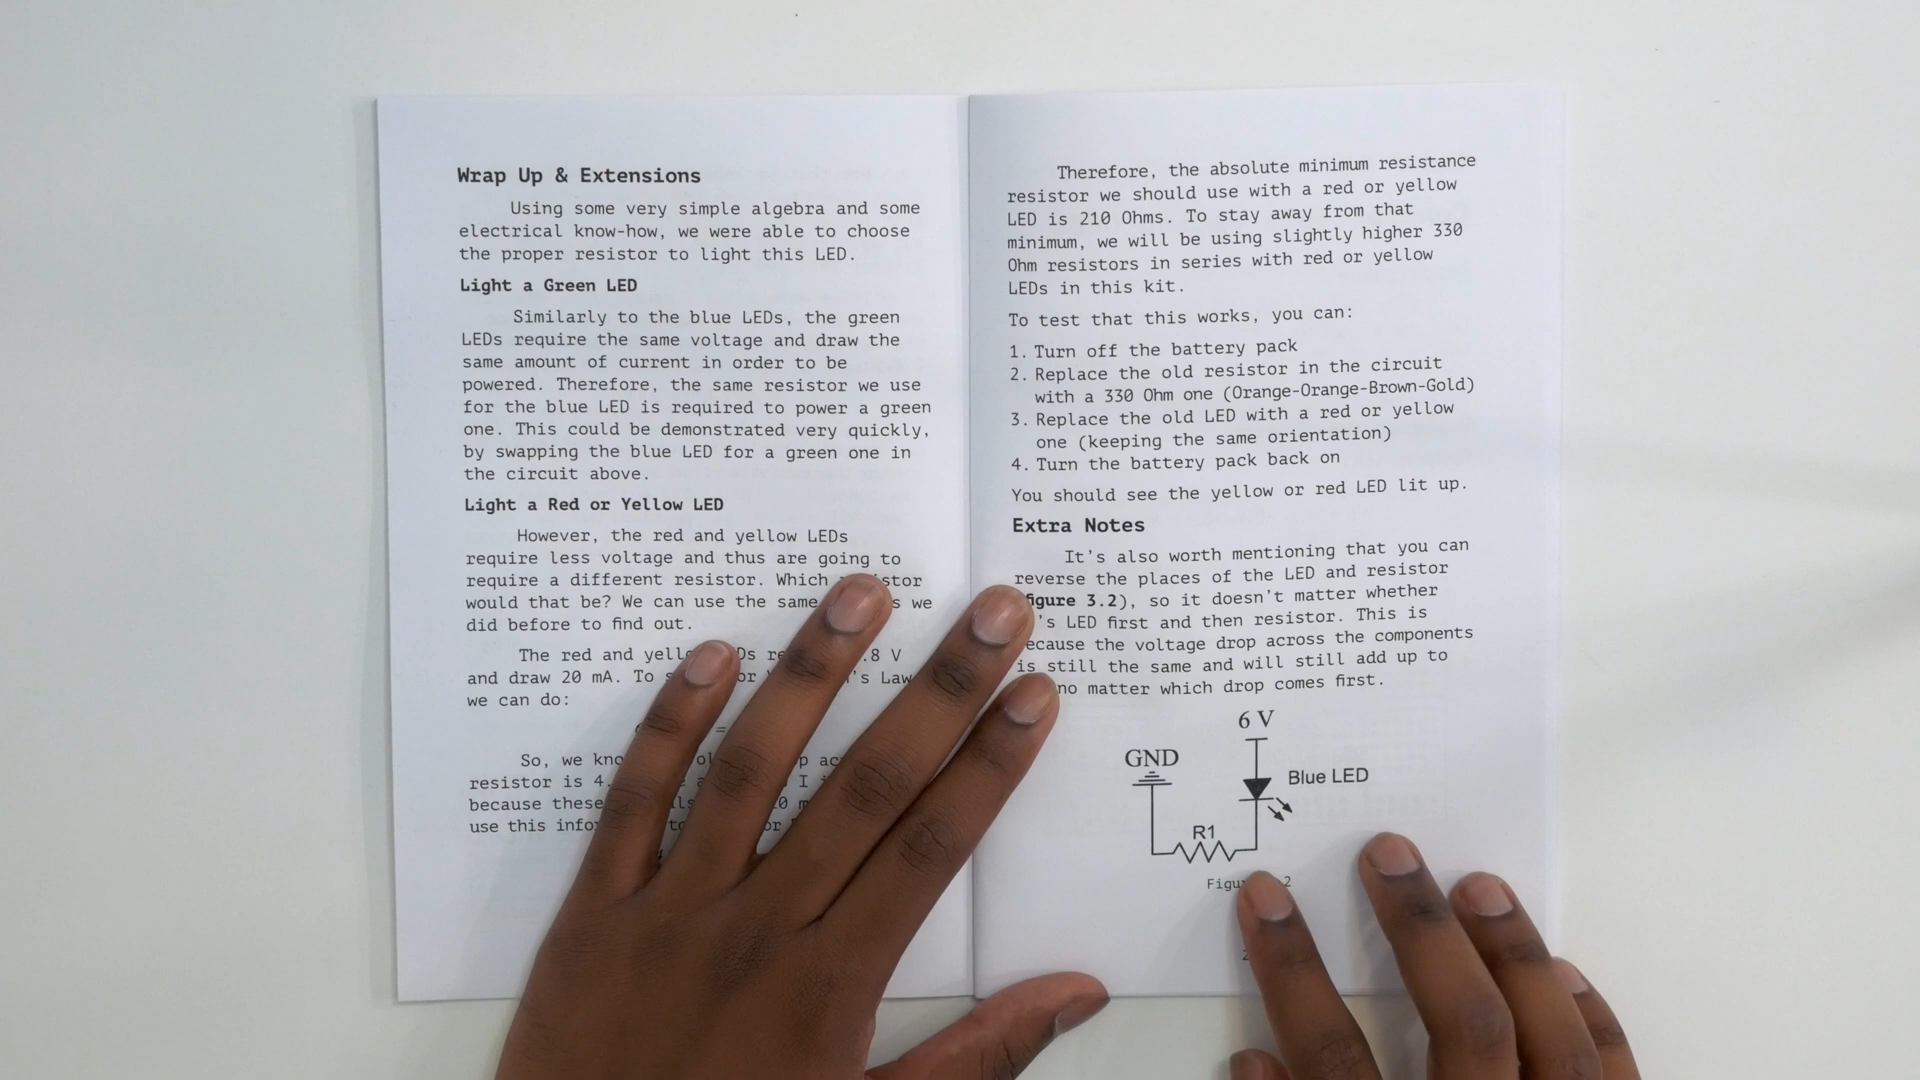 Wrap Up & Extensions
Using some very simple algebra and some
electrical know-how, we were able to choose
the proper resistor to light this LED.
Light a Green LED
Similarly to the blue LEDs, the green
LEDs require the same voltage and draw the
same amount of current in order to be
powered. Therefore, the same resistor we use
for the blue LED is required to power a green
one. This could be demonstrated very quickly,
by swapping the blue LED for a green one in
the circuit above.
Light a Red or Yellow LED
However, the red and yellow LEDs
require less voltage and thus are going to
require a different resistor. Which
would that be? We can use the same we
did before to find out.
The red and .8 V
and draw 20 mA. To Law
we can do:
=
So, we
resistor is 4. I
because these
use this
Therefore, the absolute minimum resistance
resistor we should use with a red or yellow
LED is 210 Ohms. To stay away from that
minimum, we will be using slightly higher 330
Ohm resistors in series with red or yellow
LEDs in this kit.
To test that this works, you can:
1. Turn off the battery pack
2. Replace the old resistor in the circuit
with a 330 Ohm one (Orange-Orange-Brown-Gold)
3. Replace the old LED with a red or yellow
one (keeping the same orientation)
4. Turn the battery pack back on
You should see the yellow or red LED lit up.
Extra Notes
It's also worth mentioning that you can
reverse the places of the LED and resistor
figure 3.2), so it doesn't matter whether
's LED first and then resistor. This is
because the voltage drop across the components
is still the same and will still add up to
no matter which drop comes first.
6 V
GND
Blue LED
R1
2